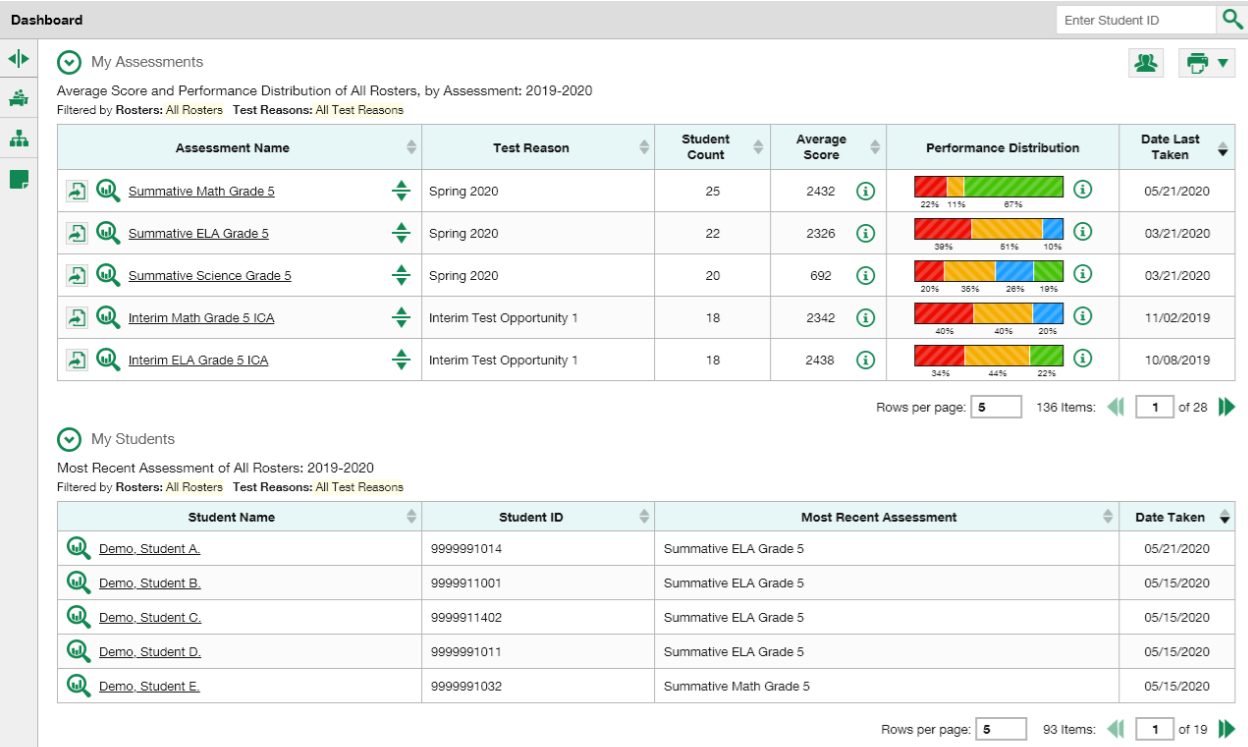 Dashboard
Enter Student ID
My Assessments
Average Score and Performance Distribution of All Rosters, by Assessment: 2019-2020
Filtered by Rosters: All Rosters Test Reasons: All Test Reasons
Assessment Name Test Reason Student Count Average Score Performance Distribution Date Last Taken
Summative Math Grade 5 Spring 2020 25 2432 05/21/2020
22% 11% 67%
Summative ELA Grade 5 Spring 2020 22 2326 03/21/2020
39% 51% 10%
Summative Science Grade 5 Spring 2020 20 692 03/21/2020
20% 35% 26% 19%
Interim Math Grade 5 ICA Interim Test Opportunity 1 18 2342 11/02/2019
40% 40% 20%
Interim ELA Grade 5 ICA Interim Test Opportunity 1 18 2438 10/08/2019
34% 44% 22%
Rows per page: 5 136 Items: 1 of 28
My Students
Most Recent Assessment of All Rosters: 2019-2020
Filtered by Rosters: All Rosters Test Reasons: All Test Reasons
Student Name Student ID Most Recent Assessment Date Taken
Demo, Student A. 9999991014 Summative ELA Grade 5 05/21/2020
Demo, Student B. 9999911001 Summative ELA Grade 5 05/15/2020
Demo, Student C. 9999911402 Summative ELA Grade 5 05/15/2020
Demo, Student D. 9999991011 Summative ELA Grade 5 05/15/2020
Demo, Student E. 9999991032 Summative Math Grade 5 05/15/2020
Rows per page: 5 93 Items: 1 of 19